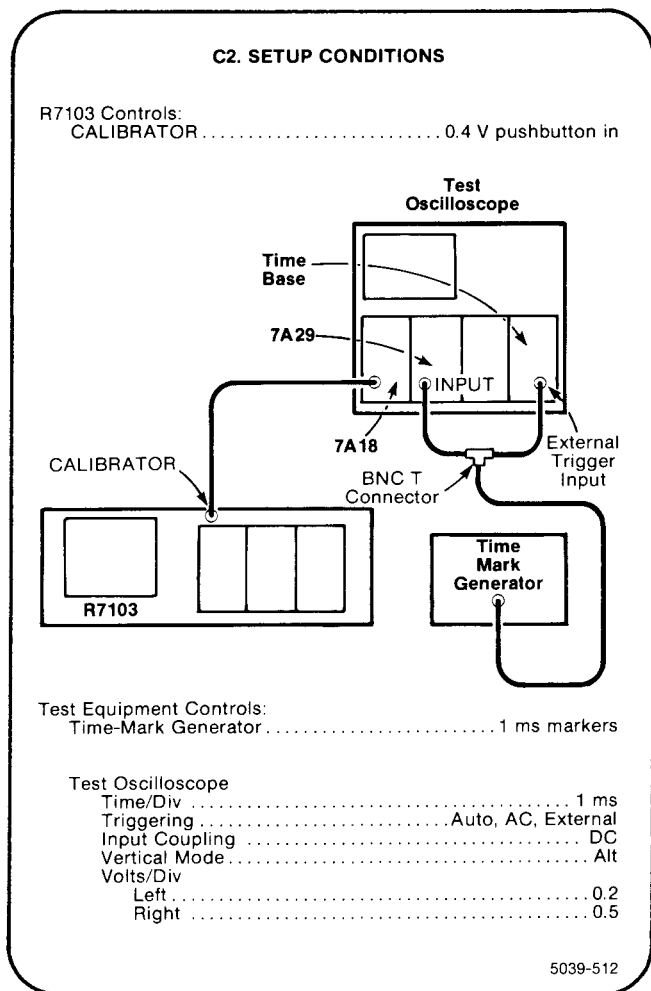 C2. SETUP CONDITIONS
R7103 Controls:
CALIBRATOR ......................... 0.4 V pushbutton in
Test
Oscilloscope
Time
Base
7A29
INPUT
7A18
External
Trigger
Input
BNC T
Connector
CALIBRATOR
Time
Mark
Generator
R7103
Test Equipment Controls:
Time-Mark Generator ........................ 1 ms markers
Test Oscilloscope
Time/Div ....................................... 1 ms
Triggering ........................ Auto, AC, External
Input Coupling ................................... DC
Vertical Mode ..................................... Alt
Volts/Div
Left ........................................... 0.2
Right .......................................... 0.5
5039-512